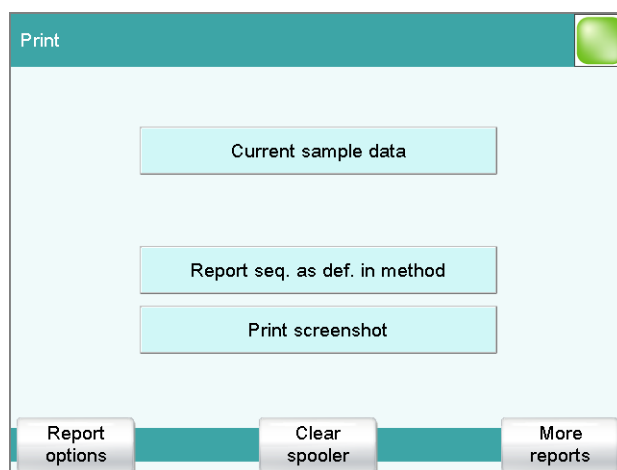 Print
Current sample data
Report seq. as def. in method
Print screenshot
Report
options
Clear
spooler
More
reports